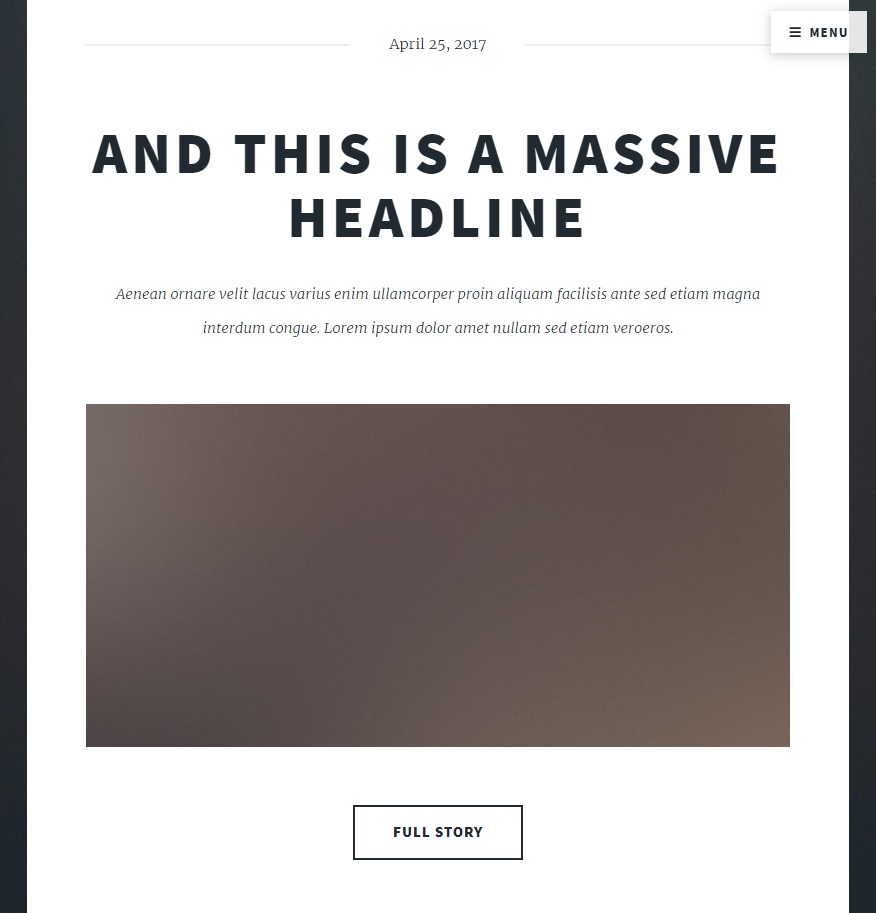 April 25, 2017
MENU
AND THIS IS A MASSIVE
HEADLINE
Aenean ornare velit lacus varius enim ullamcorper proin aliquam facilisis ante sed etiam magna
interdum congue. Lorem ipsum dolor amet nullam sed etiam veroeros.
FULL STORY